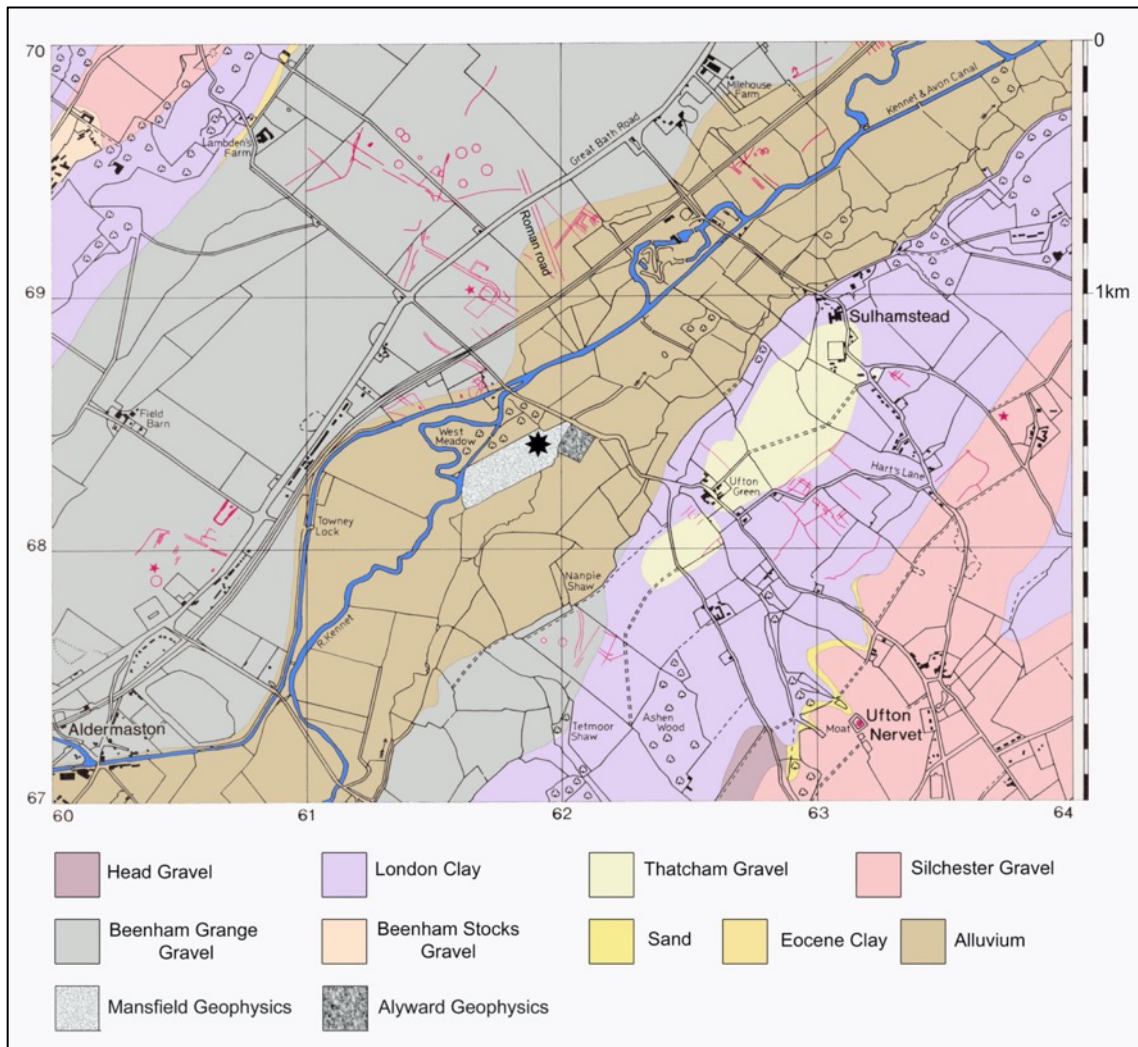 70
0
Milehouse
Farm
Kennet & Avon Canal
Lambden's
Farm
Great Bath Road
Roman road
69
1km
Sulhamstead
Field
Barn
West
Meadow
Hart's Lane
Ufton
Green
Towney
Lock
68
Nanpie
Shaw
R.Kennet
Aldermaston
Tetmoor
Shaw
Ashen
Wood
Moat
Ufton
Nervet
67
60
61
62
63
64
Head Gravel
London Clay
Thatcham Gravel
Silchester Gravel
Beenham Grange
Gravel
Beenham Stocks
Gravel
Sand
Eocene Clay
Alluvium
Mansfield Geophysics
Alyward Geophysics